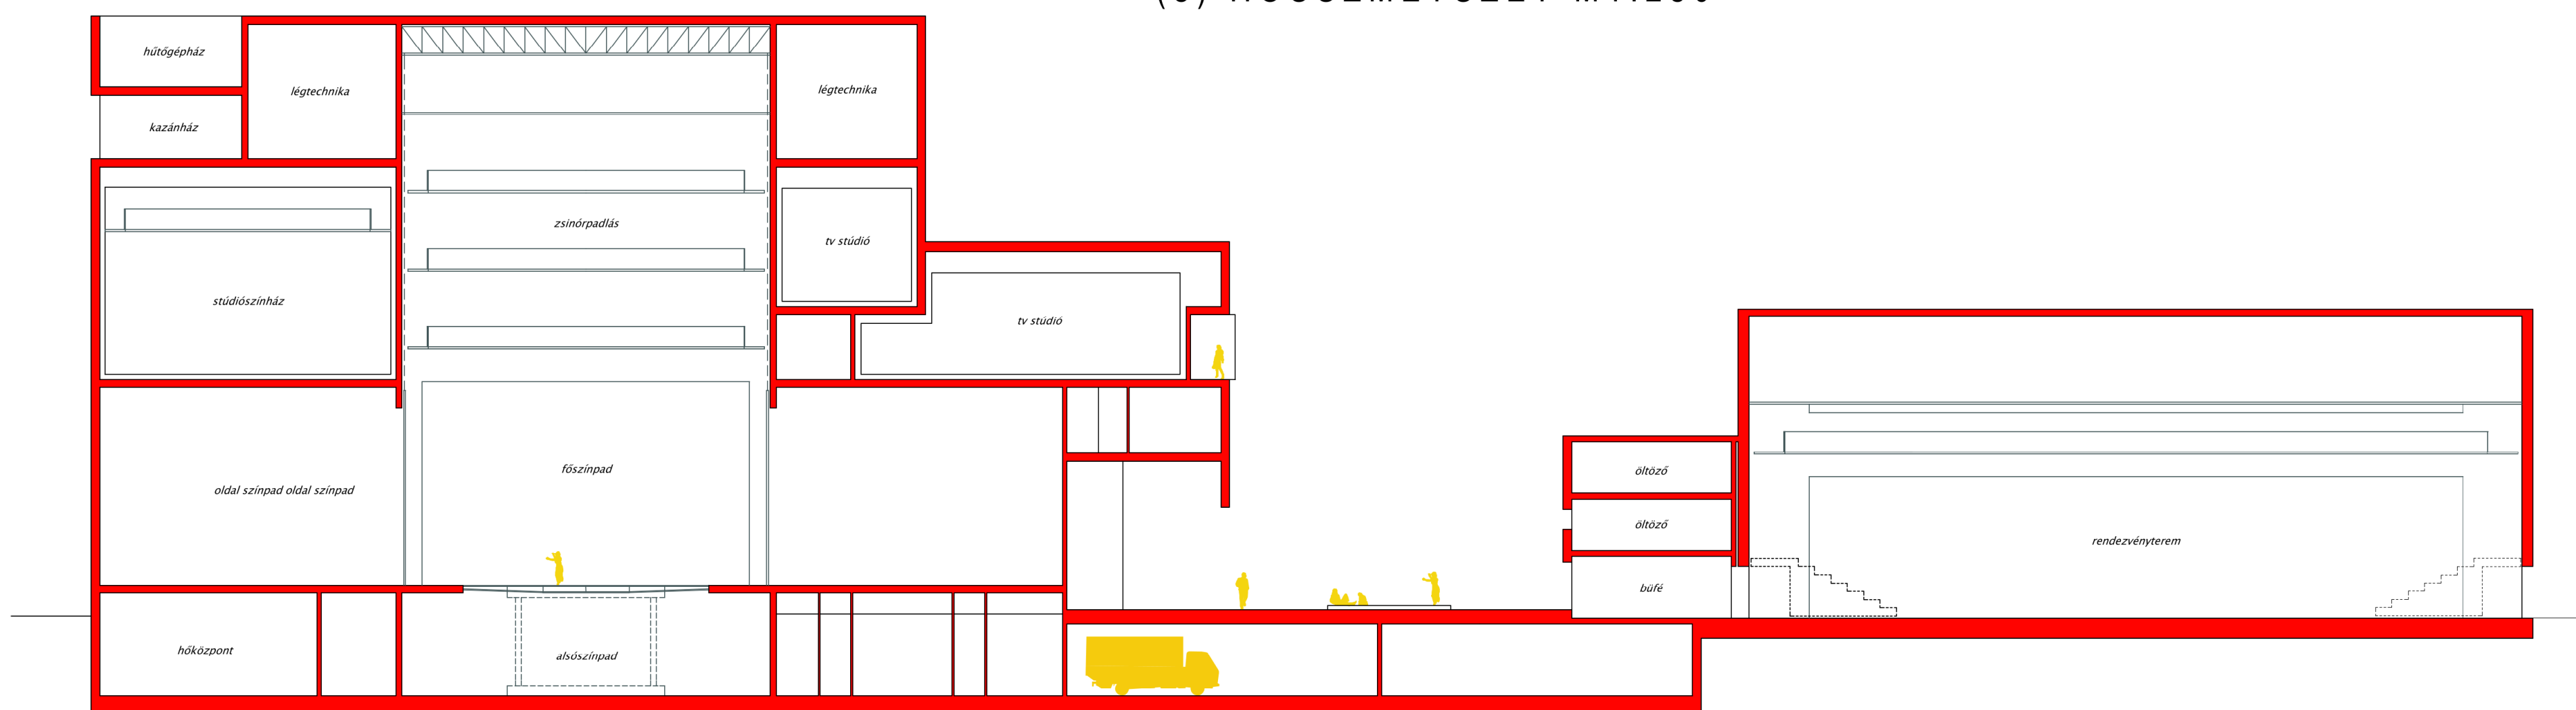 hűtőgépház
légtechnika
légtechnika
kazánház
zsinórpadlás
tv stúdió
stúdiószínház
tv stúdió
főszínpad
öltöző
oldal színpad oldal színpad
öltöző
rendezvényterem
büfé
hőközpont
alsószínpad